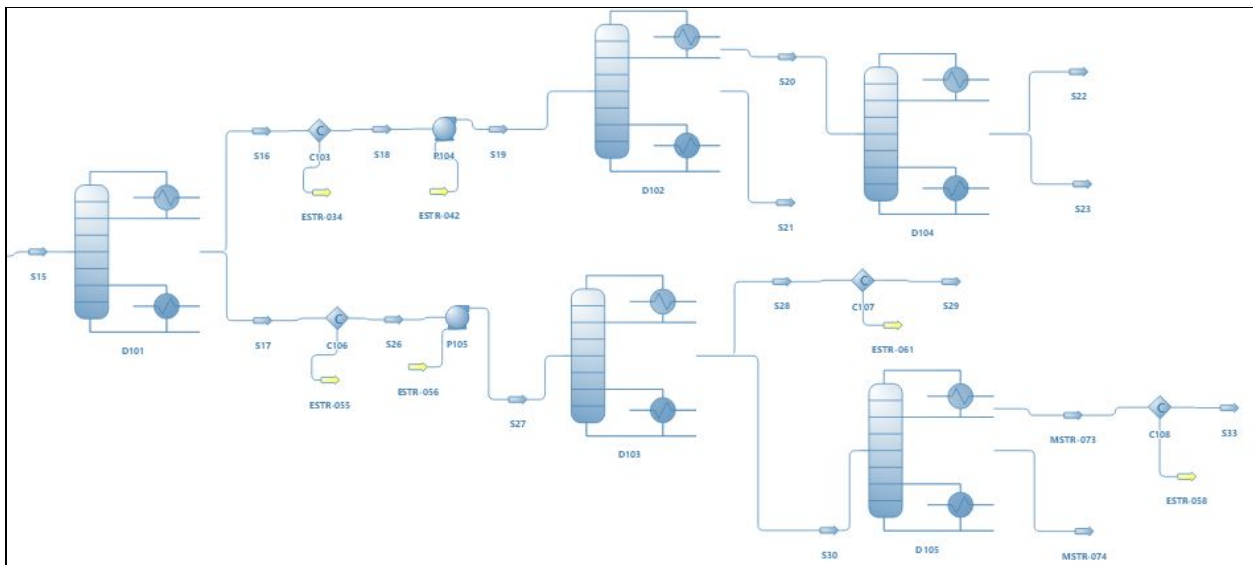 S15
D101
S16
C103
ESTR-034
S18
P104
ESTR-042
S19
D102
S20
S21
D104
S22
S23
S17
C106
ESTR-055
S26
P105
ESTR-056
S27
D103
S28
C107
ESTR-061
S29
S30
D105
MSTR-073
C108
ESTR-058
S33
MSTR-074
C
C
C
C